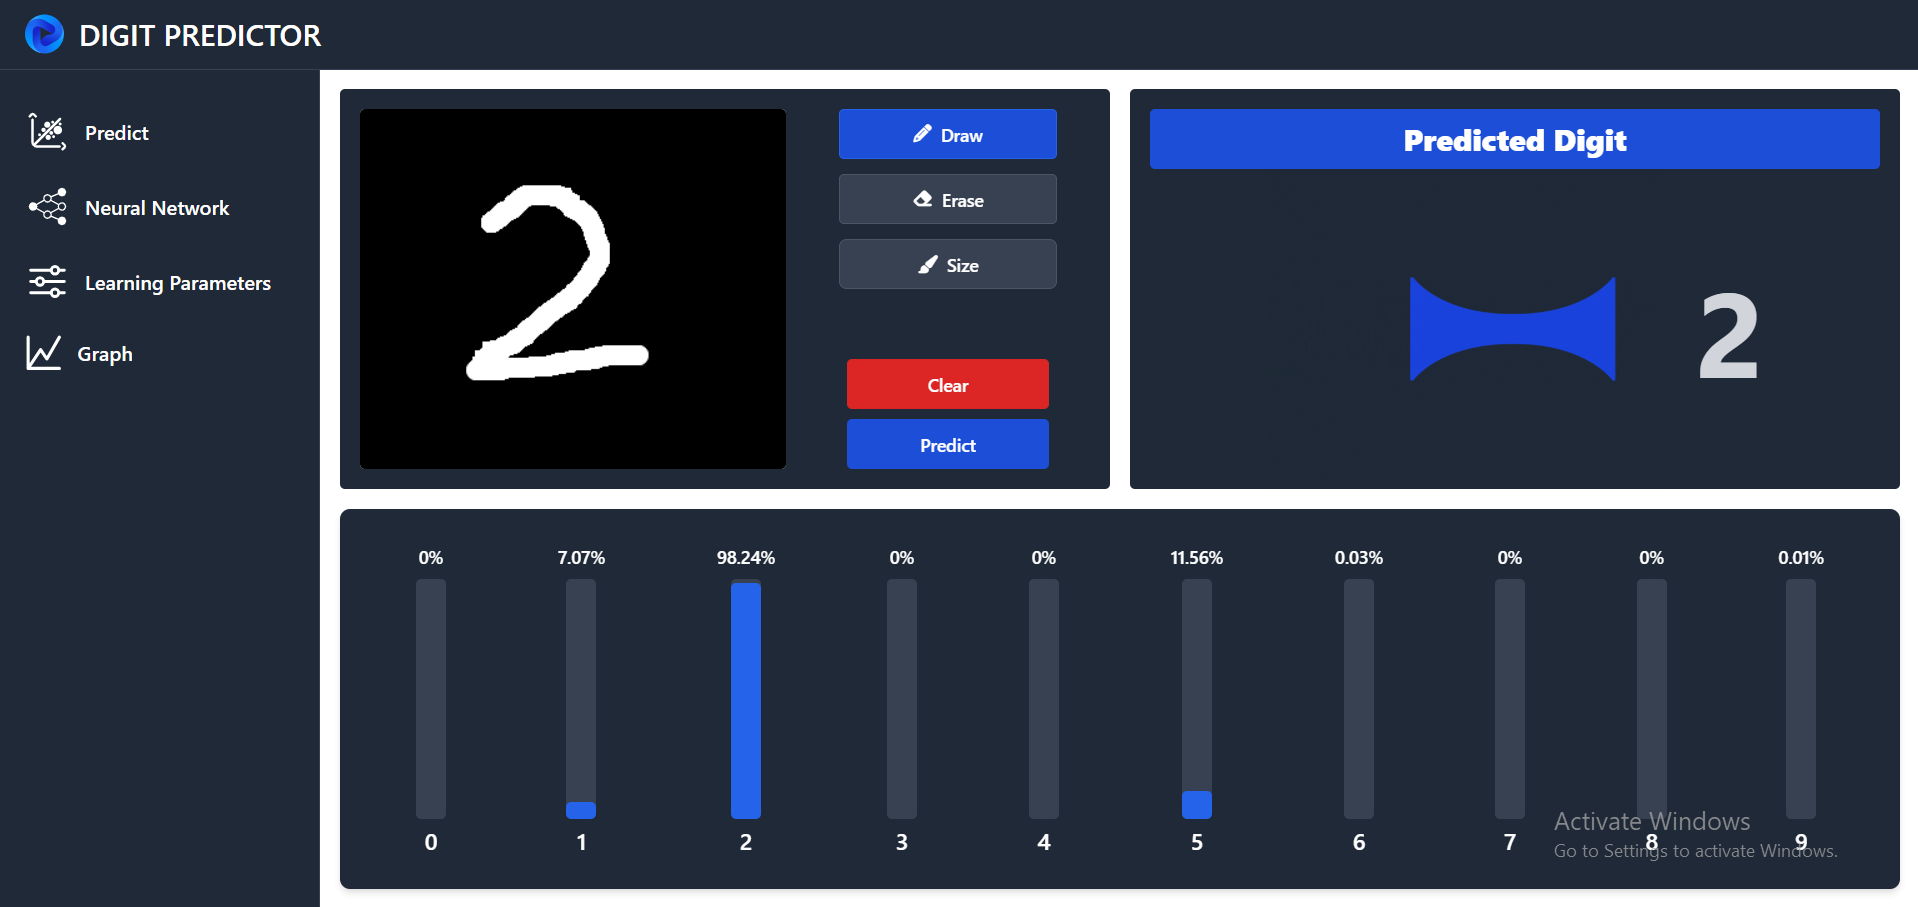 DIGIT PREDICTOR
Predict
Neural Network
Learning Parameters
Graph
2
Draw
Erase
Size
Clear
Predict
Predicted Digit
2
0% 7.07% 98.24% 0% 0% 11.56% 0.03% 0% 0% 0.01%
0 1 2 3 4 5 6 7 8 9
Activate Windows
Go to Settings to activate Windows.